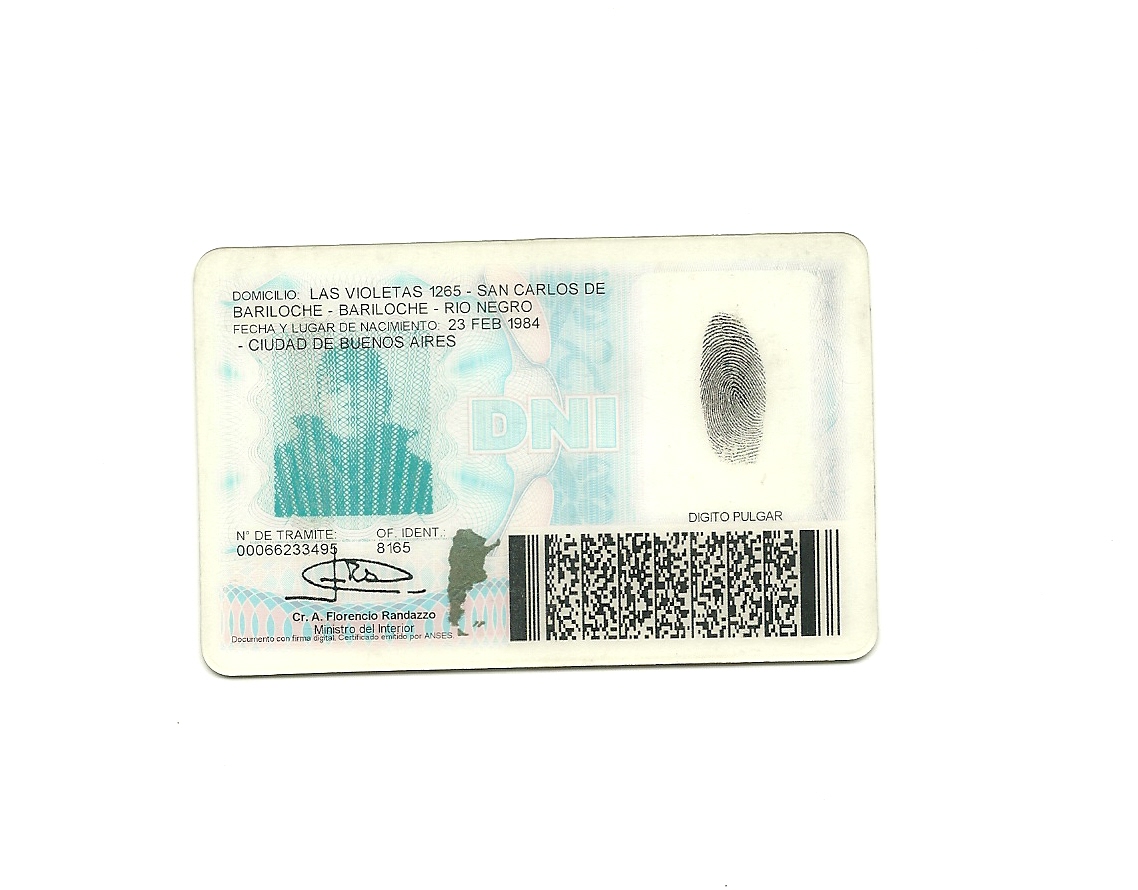 DOMICILIO: LAS VIOLETAS 1265 - SAN CARLOS DE
BARILOCHE - BARILOCHE - RIO NEGRO
FECHA Y LUGAR DE NACIMIENTO: 23 FEB 1984
- CIUDAD DE BUENOS AIRES
DNI
DIGITO PULGAR
N° DE TRAMITE: OF. IDENT.:
00066233495 8165
Cr. A. Florencio Randazzo
Ministro del Interior
Documento con firma digital. Certificado emitido por ANSES